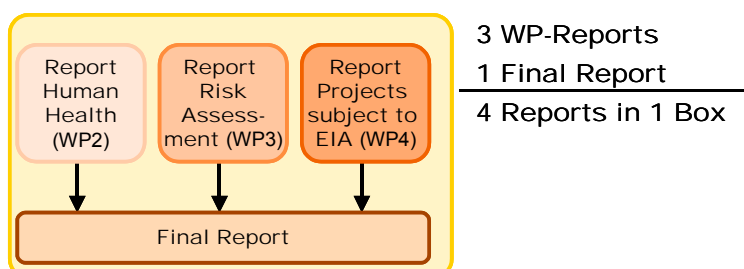 Report
Human
Health
(WP2)
Report
Risk
Assess-
ment (WP3)
Report
Projects
subject to
EIA (WP4)
Final Report
3 WP-Reports
1 Final Report
4 Reports in 1 Box